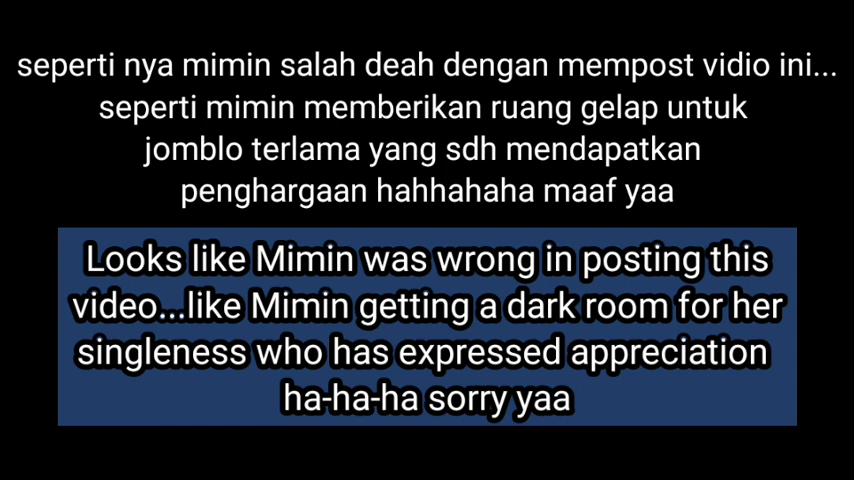 seperti nya mimin salah deah dengan mempost vidio ini...
seperti mimin memberikan ruang gelap untuk
jomblo terlama yang sdh mendapatkan
penghargaan hahhahaha maaf yaa
Looks like Mimin was wrong in posting this
video...like Mimin getting a dark room for her
singleness who has expressed appreciation
ha-ha-ha sorry yaa